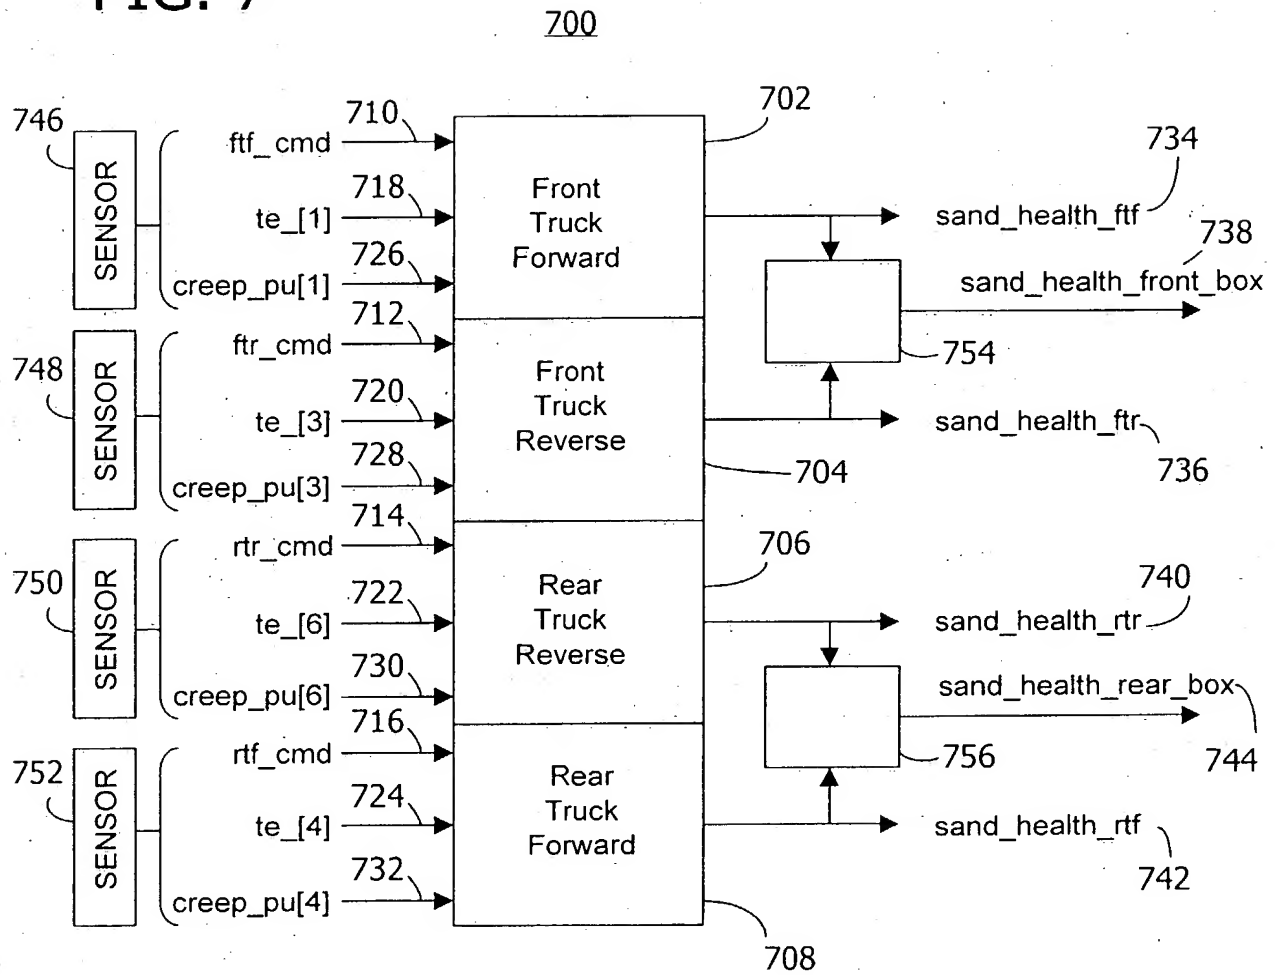 FIG. 7
700
746
SENSOR
ftf_cmd
710
te_[1]
718
creep_pu[1]
726
Front
Truck
Forward
702
sand_health_ftf
734
738
sand_health_front_box
754
748
SENSOR
ftr_cmd
712
te_[3]
720
creep_pu[3]
728
Front
Truck
Reverse
704
sand_health_ftr
736
750
SENSOR
rtr_cmd
714
te_[6]
722
creep_pu[6]
730
Rear
Truck
Reverse
706
sand_health_rtr
740
sand_health_rear_box
744
756
752
SENSOR
rtf_cmd
716
te_[4]
724
creep_pu[4]
732
Rear
Truck
Forward
708
sand_health_rtf
742